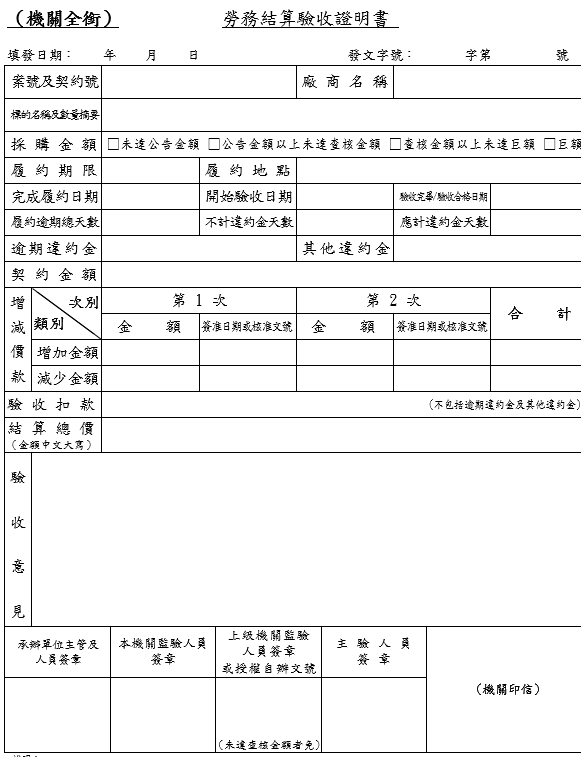 （機關全銜）　勞務結算驗收證明書
填發日期：　年　月　日　發文字號：　字第　號
案號及契約號　廠商名稱
標的名稱及數量摘要
採購金額　□未達公告金額　□公告金額以上未達查核金額　□查核金額以上未達巨額　□巨額
履約期限　履約地點
完成履約日期　開始驗收日期　驗收完畢/驗收合格日期
履約逾期總天數　不計違約金天數　應計違約金天數
逾期違約金　其他違約金
契約金額
增減價款　次別　類別　第1次　第2次　合計
金額　簽准日期或核准文號　金額　簽准日期或核准文號
增加金額
減少金額
驗收扣款　（不包括逾期違約金及其他違約金）
結算總價
（金額中文大寫）
驗收意見
承辦單位主管及
人員簽章
本機關監驗人員
簽章
上級機關監驗
人員簽章
或授權自辦文號
主驗人員
簽章
（機關印信）
（未達查核金額者免）